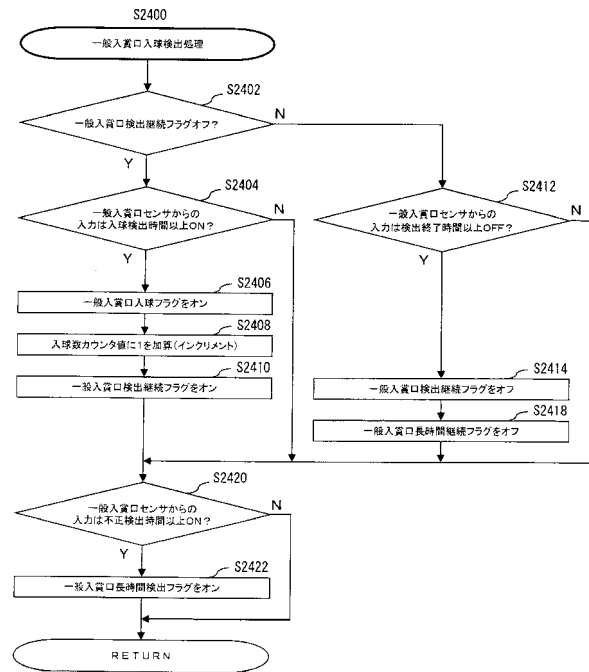 S2400
一般入賞口入球検出処理
S2402
一般入賞口検出継続フラグオフ?
N
Y
S2404
一般入賞口センサからの
入力は入球検出時間以上ON?
N
Y
S2412
一般入賞口センサからの
入力は検出終了時間以上OFF?
N
Y
S2406
一般入賞口入球フラグをオン
S2408
入球数カウンタ値に1を加算(インクリメント)
S2410
一般入賞口検出継続フラグをオン
S2414
一般入賞口検出継続フラグをオフ
S2418
一般入賞口長時間継続フラグをオフ
S2420
一般入賞口センサからの
入力は不正検出時間以上ON?
N
Y
S2422
一般入賞口長時間検出フラグをオン
RETURN